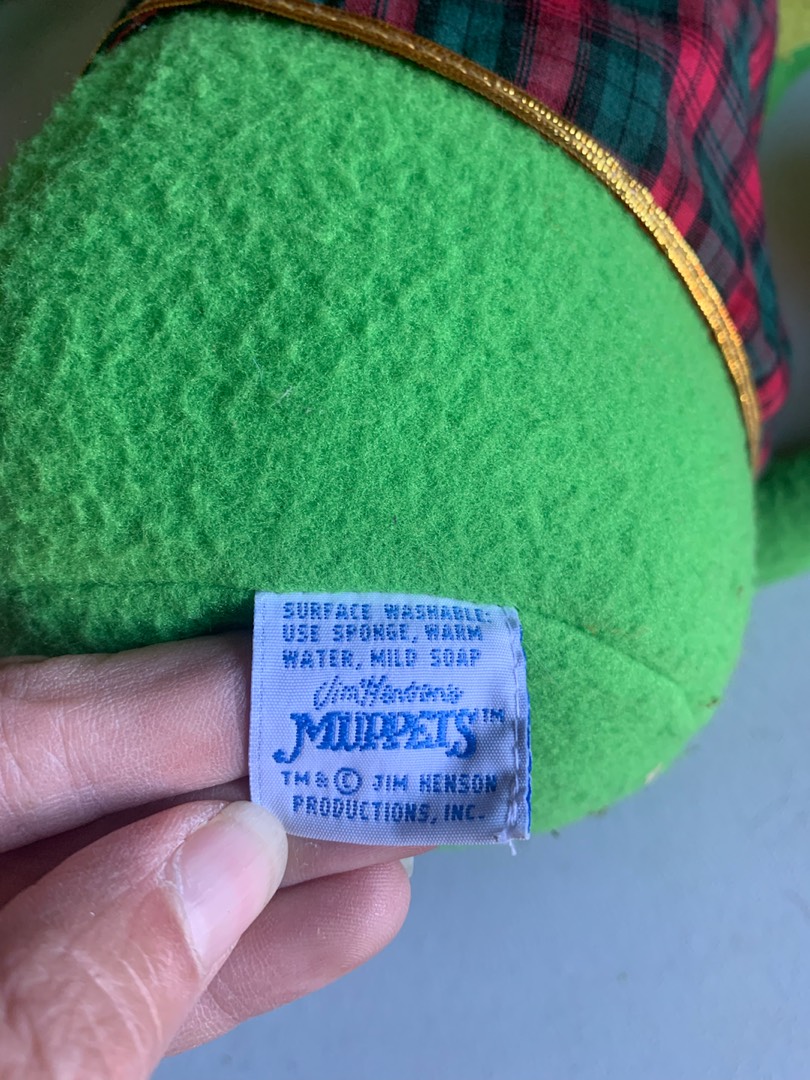 SURFACE WASHABLE:
USE SPONGE, WARM
WATER, MILD SOAP
Jim Henson's
MUPPETS™
TM & © JIM HENSON
PRODUCTIONS, INC.